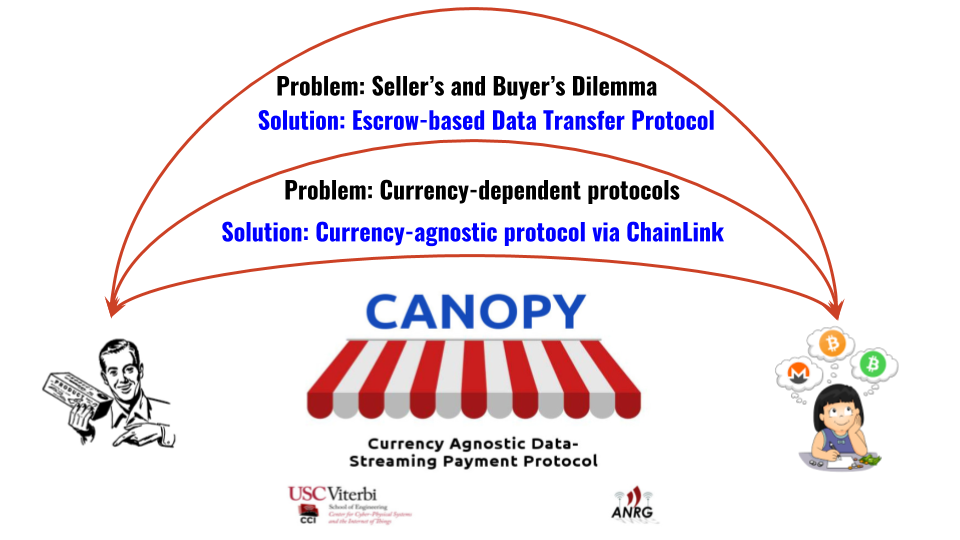 Problem: Seller’s and Buyer’s Dilemma
Solution: Escrow-based Data Transfer Protocol
Problem: Currency-dependent protocols
Solution: Currency-agnostic protocol via ChainLink
CANOPY
Currency Agnostic Data-
Streaming Payment Protocol
USC Viterbi
School of Engineering
CCI
Center for Cyber-Physical Systems
and the Internet of Things
ANRG